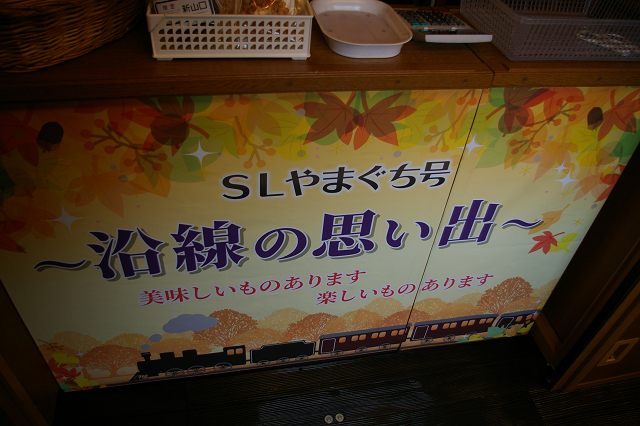 新山口
SLやまぐち号
～沿線の思い出～
美味しいものあります
楽しいものあります